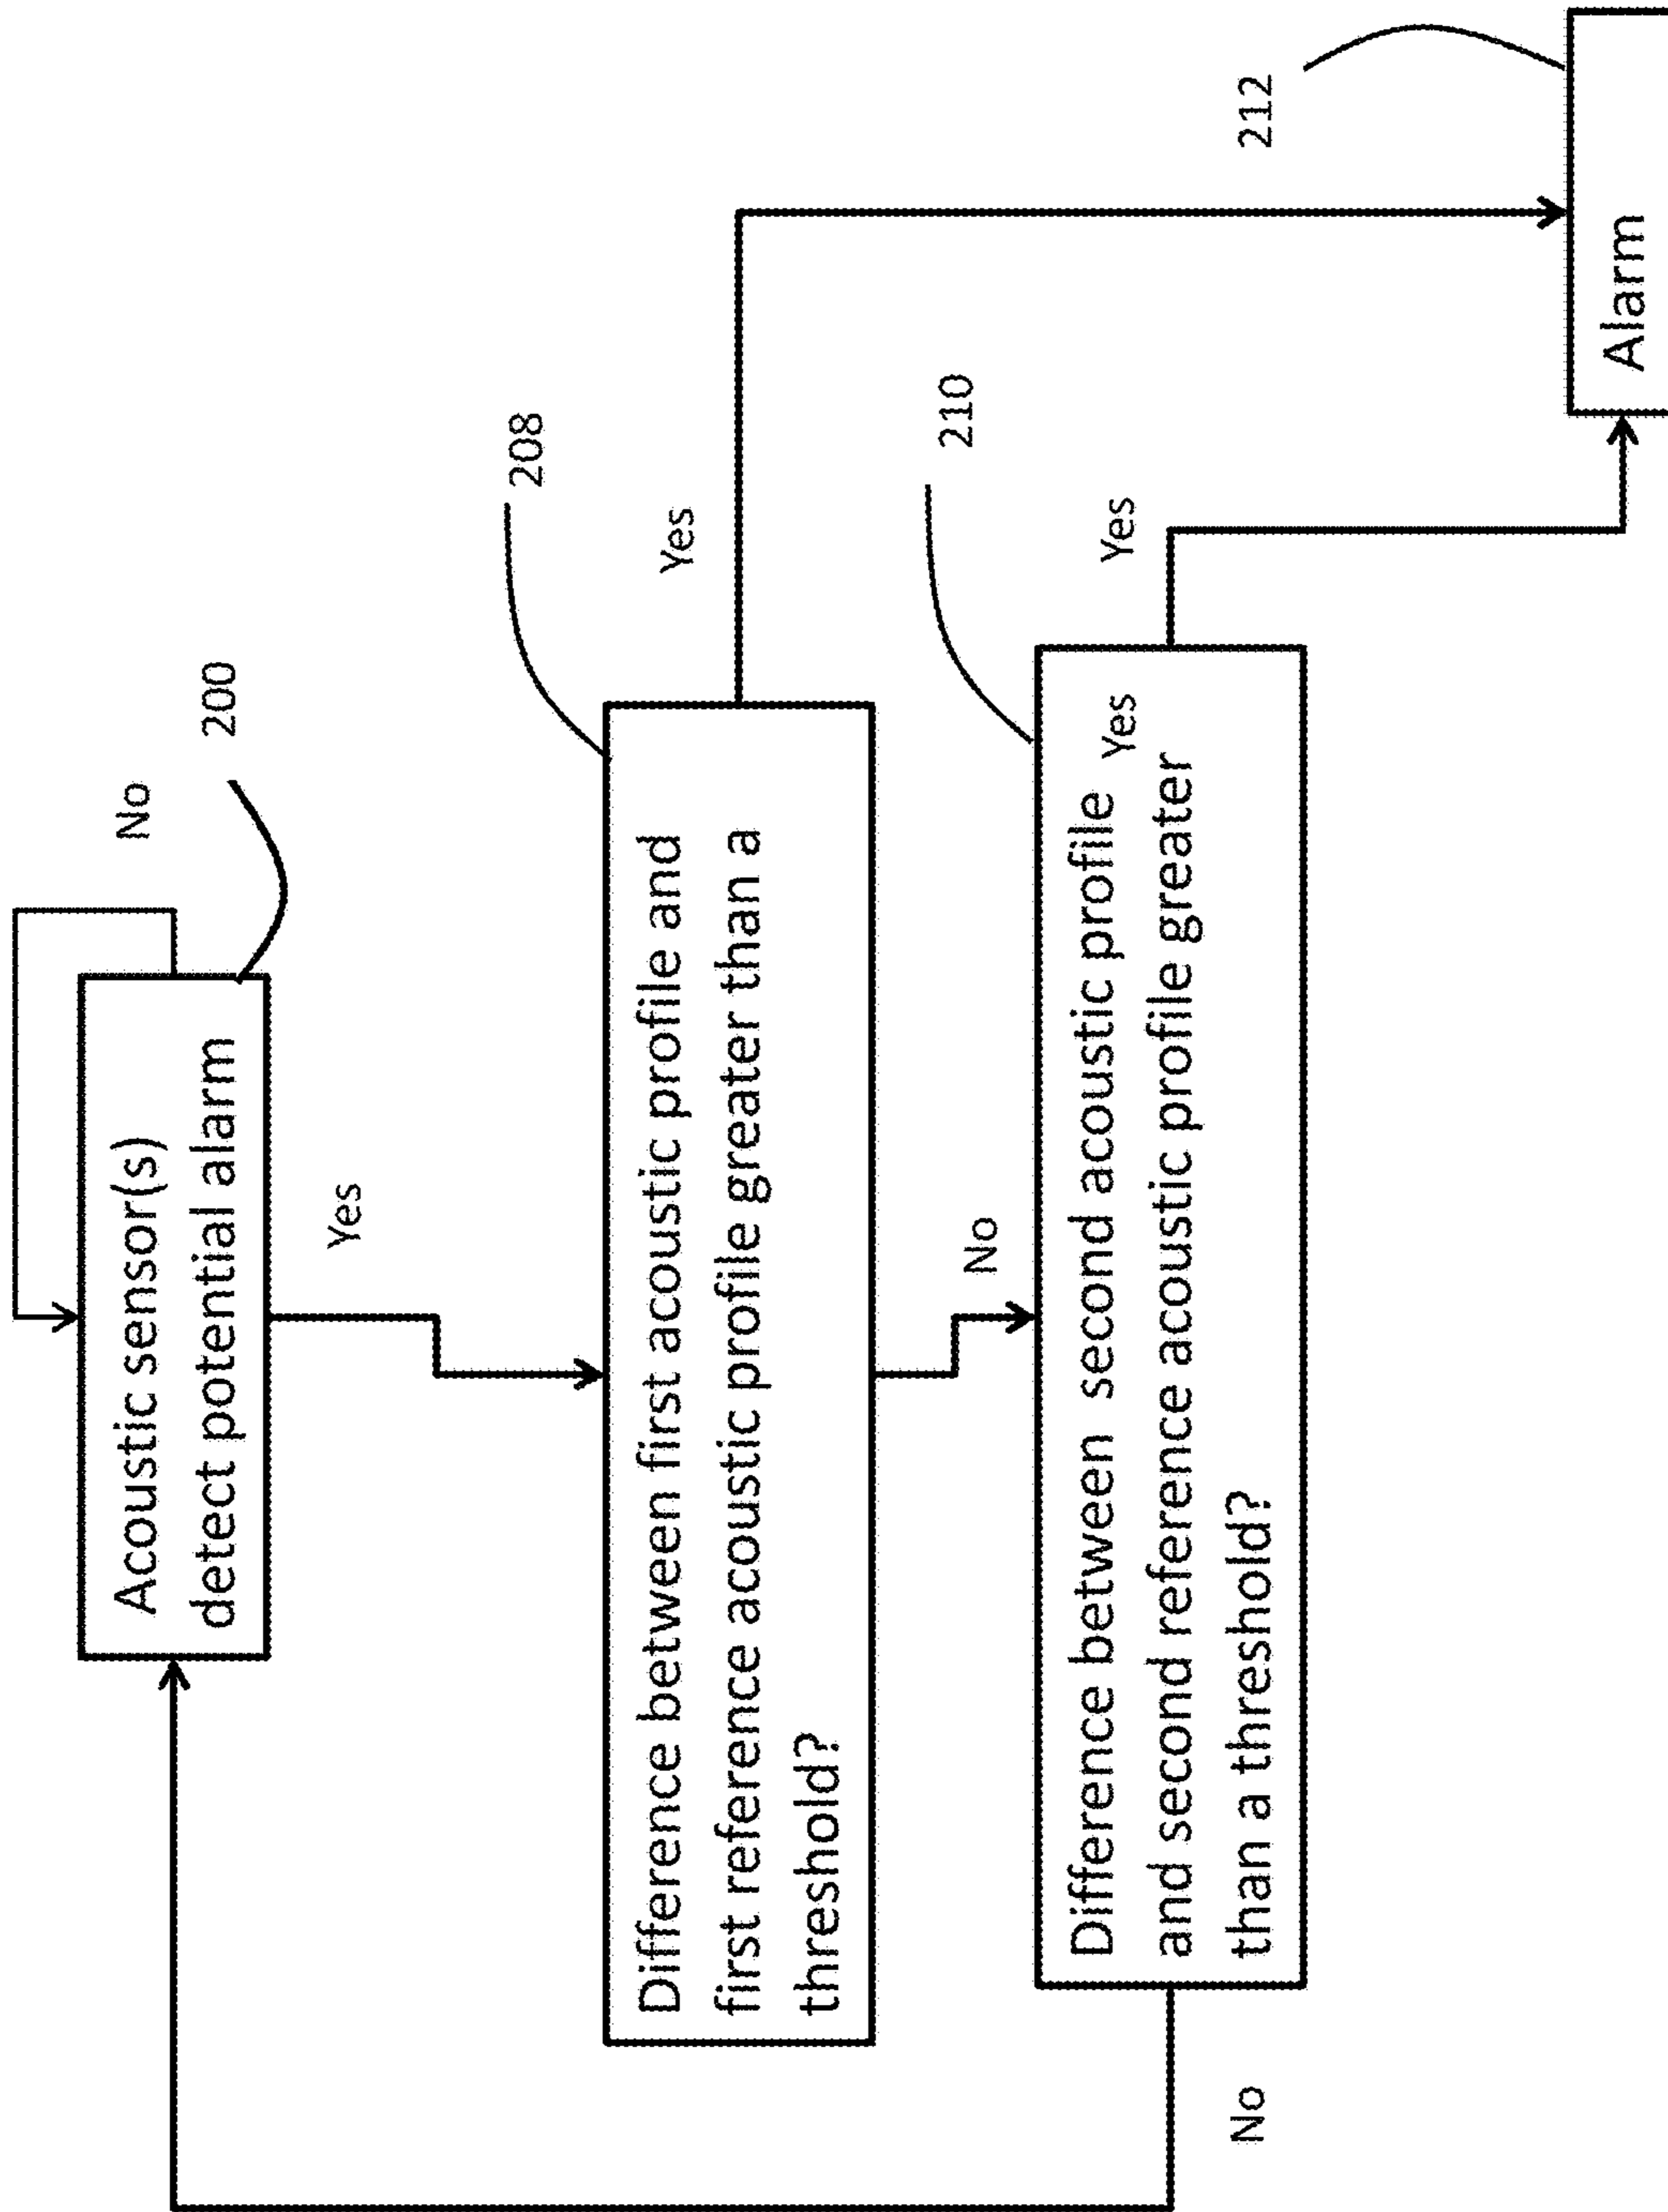 No
200
Acoustic sensor(s)
detect potential alarm
Yes
208
Difference between first acoustic profile and
first reference acoustic profile greater than a
threshold?
Yes
No
210
Difference between second acoustic profile
Yes
and second reference acoustic profile greater
than a threshold?
Yes
No
212
Alarm